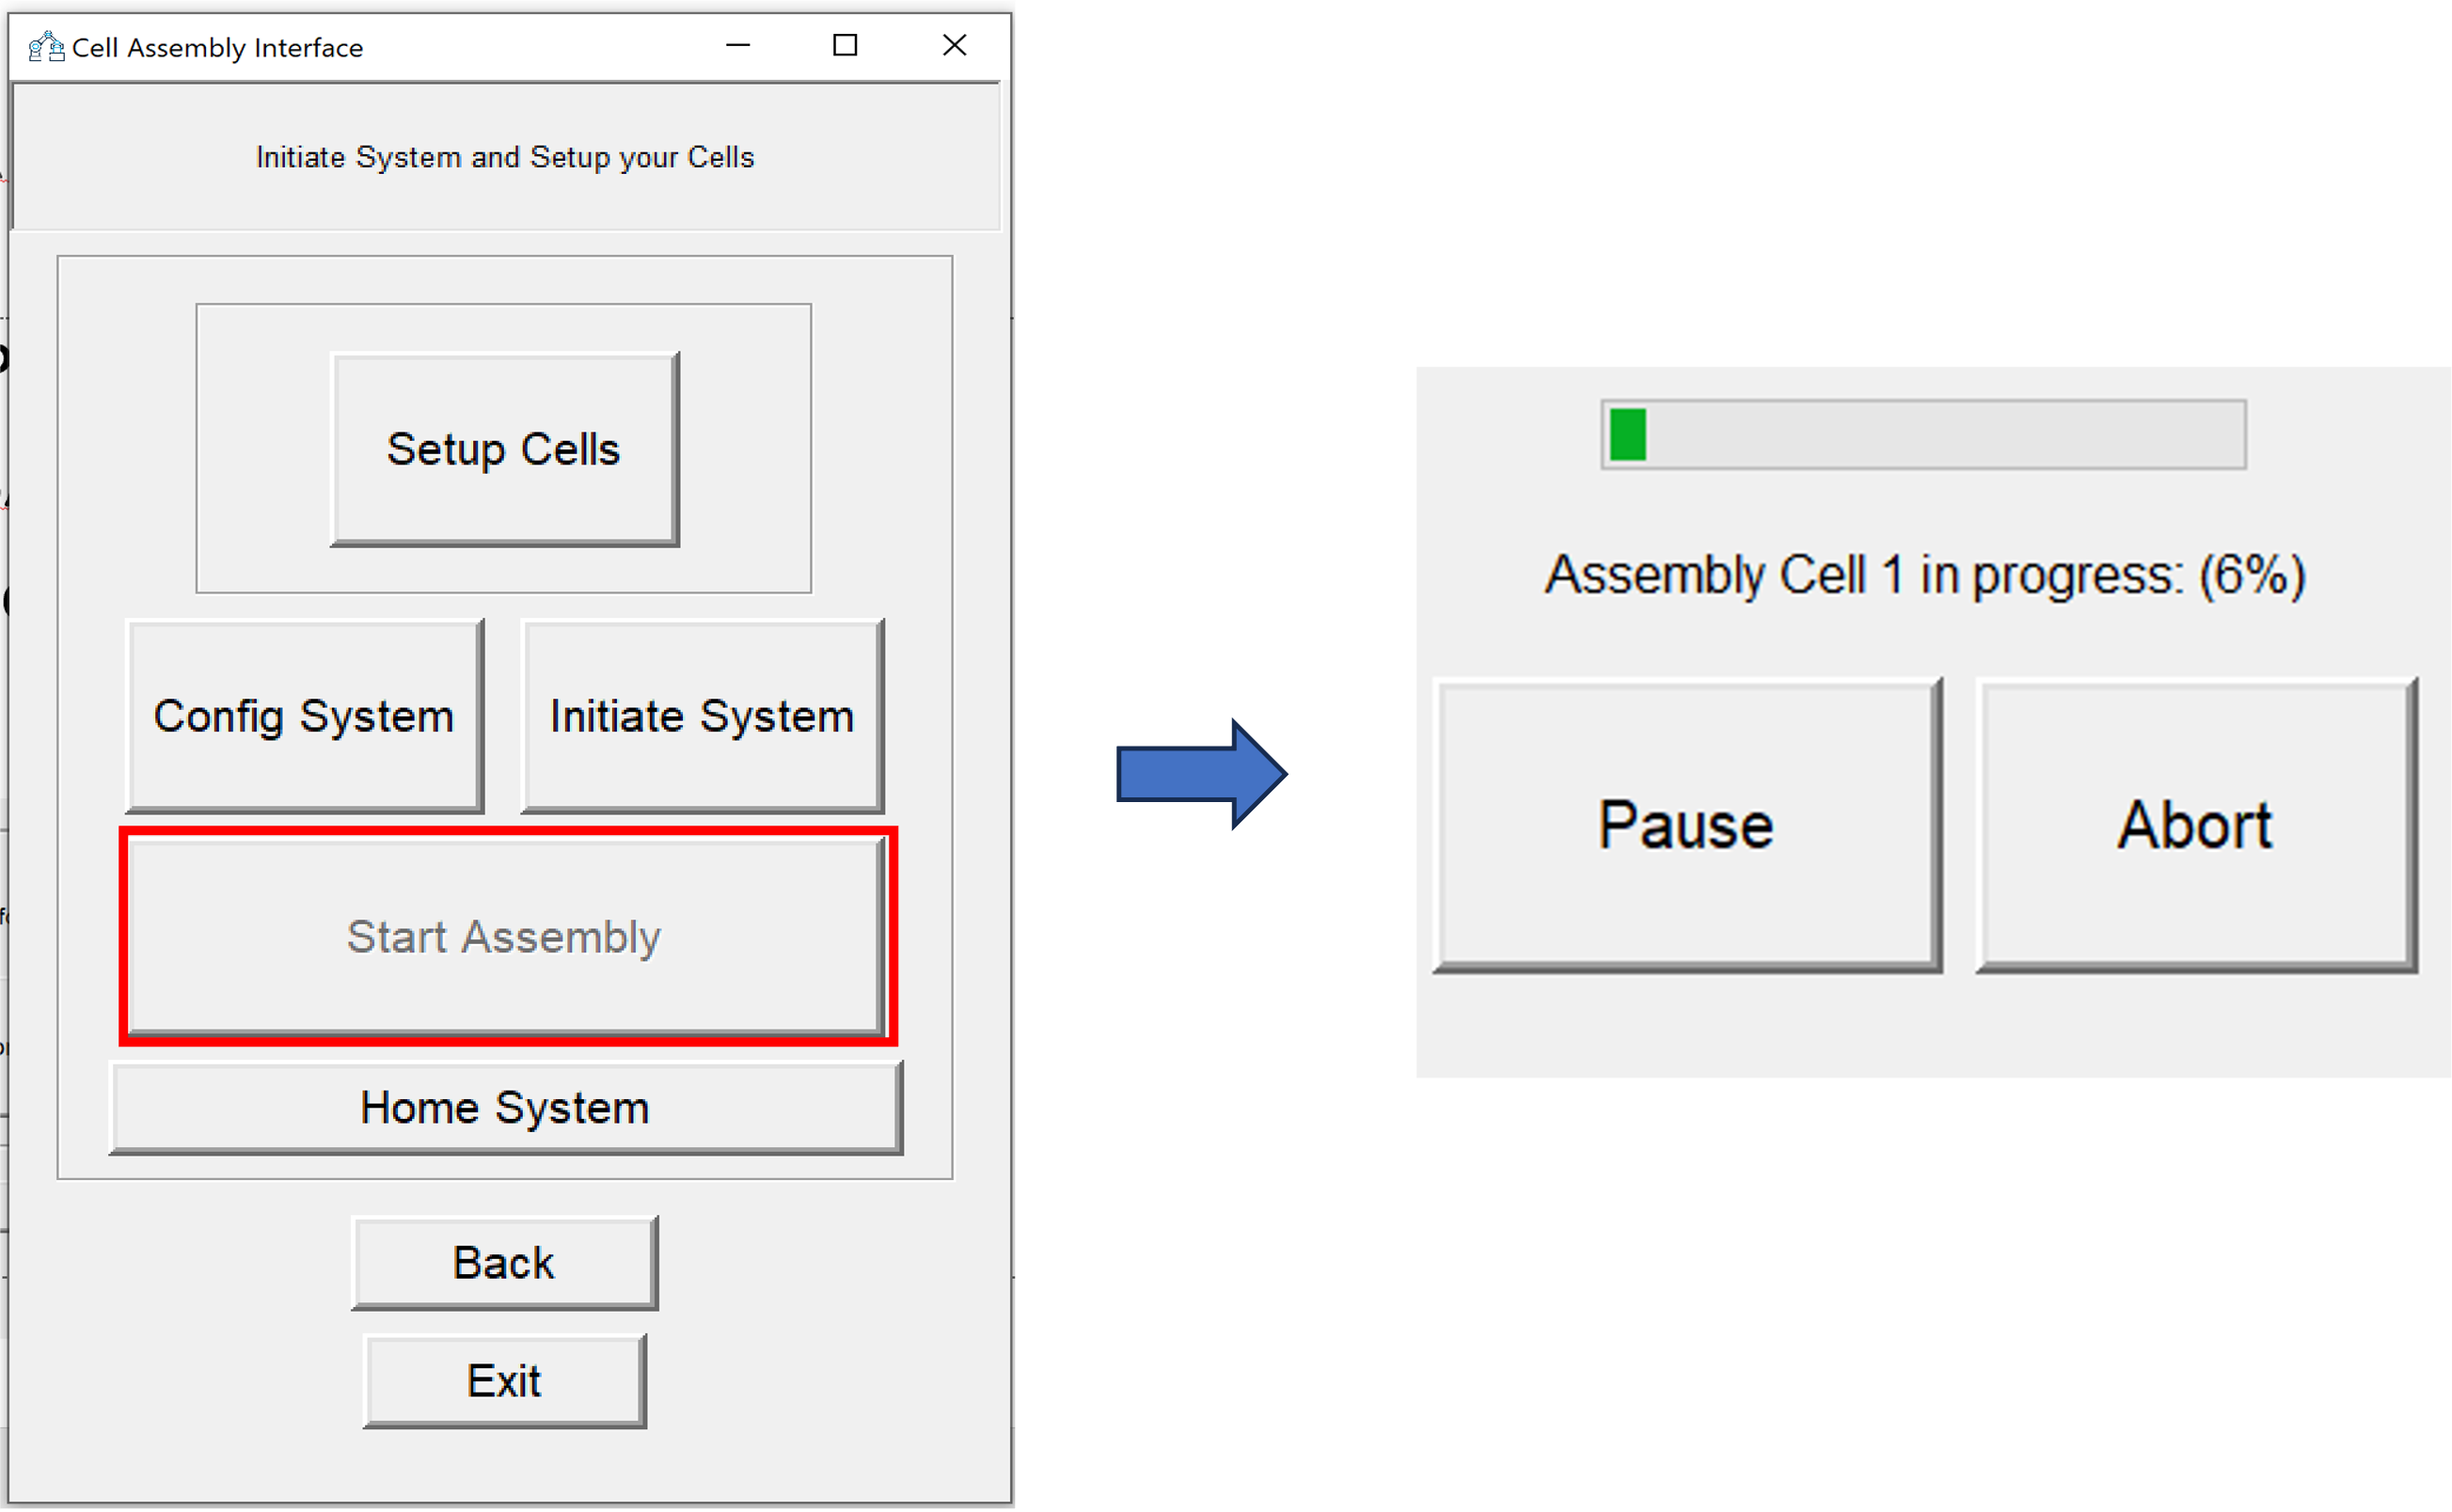 Cell Assembly Interface
Initiate System and Setup your Cells
Setup Cells
Config System
Initiate System
Start Assembly
Home System
Back
Exit
Assembly Cell 1 in progress: (6%)
Pause
Abort